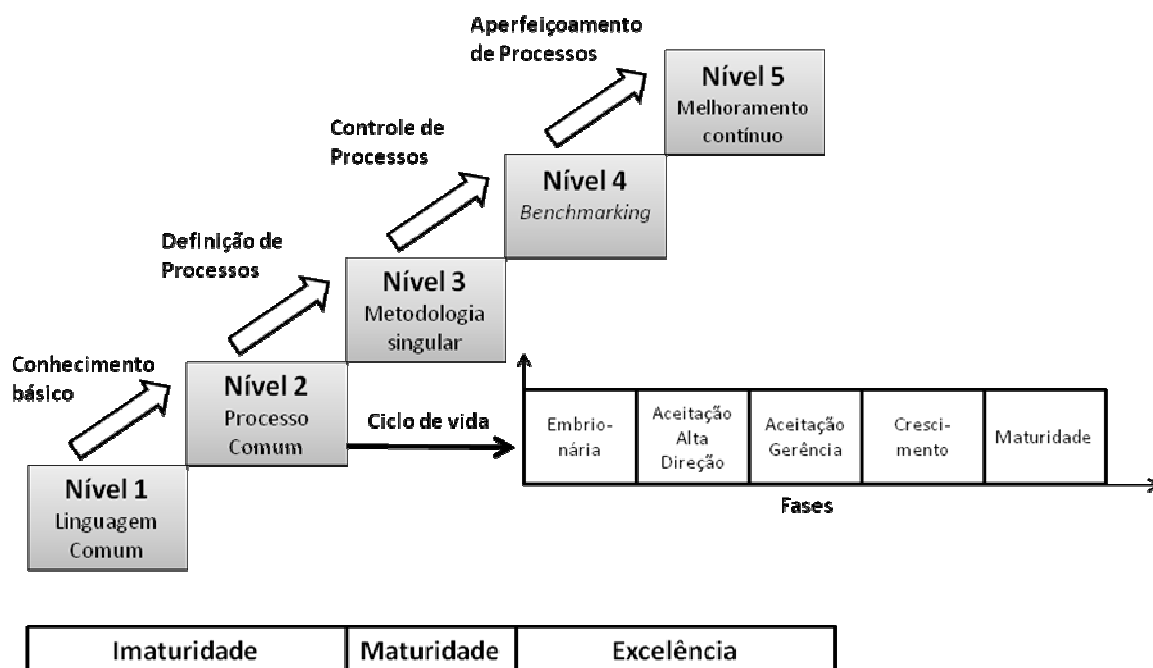 Aperfeiçoamento
de Processos
Nível 5
Melhoramento
contínuo
Controle de
Processos
Nível 4
Benchmarking
Definição de
Processos
Nível 3
Metodologia
singular
Conhecimento
básico
Nível 2
Processo
Comum
Ciclo de vida
Embrio-
nária
Aceitação
Alta
Direção
Aceitação
Gerência
Cresci-
mento
Maturidade
Fases
Nível 1
Linguagem
Comum
Imaturidade
Maturidade
Excelência